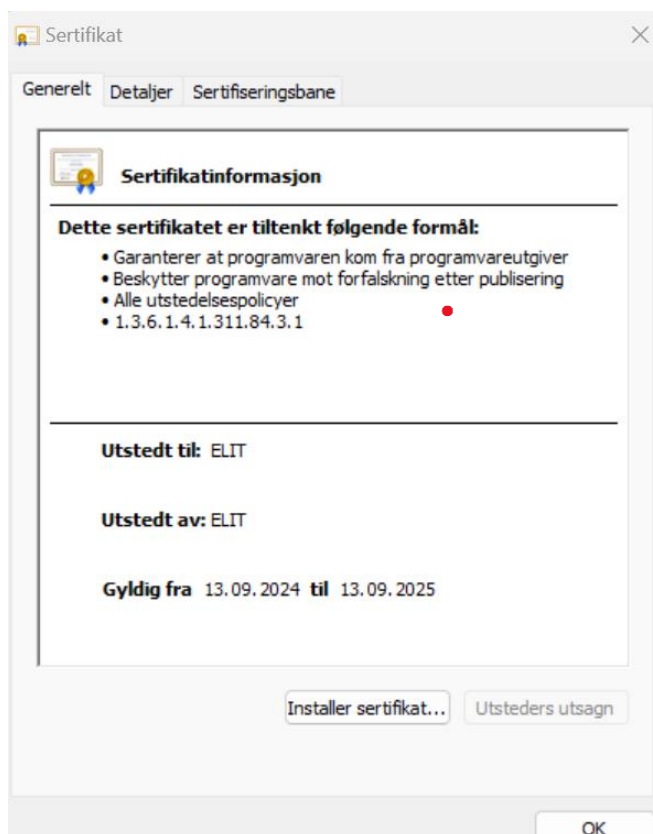 Sertifikat
Generelt Detaljer Sertifiseringsbane
Sertifikatinformasjon
Dette sertifikatet er tiltenkt følgende formål:
• Garanterer at programvaren kom fra programvareutgiver
• Beskytter programvare mot forfalskning etter publisering
• Alle utstedelsespolicyer
• 1.3.6.1.4.1.311.84.3.1
Utstedt til: ELIT
Utstedt av: ELIT
Gyldig fra 13.09.2024 til 13.09.2025
Installer sertifikat... Utsteders utsagn
OK